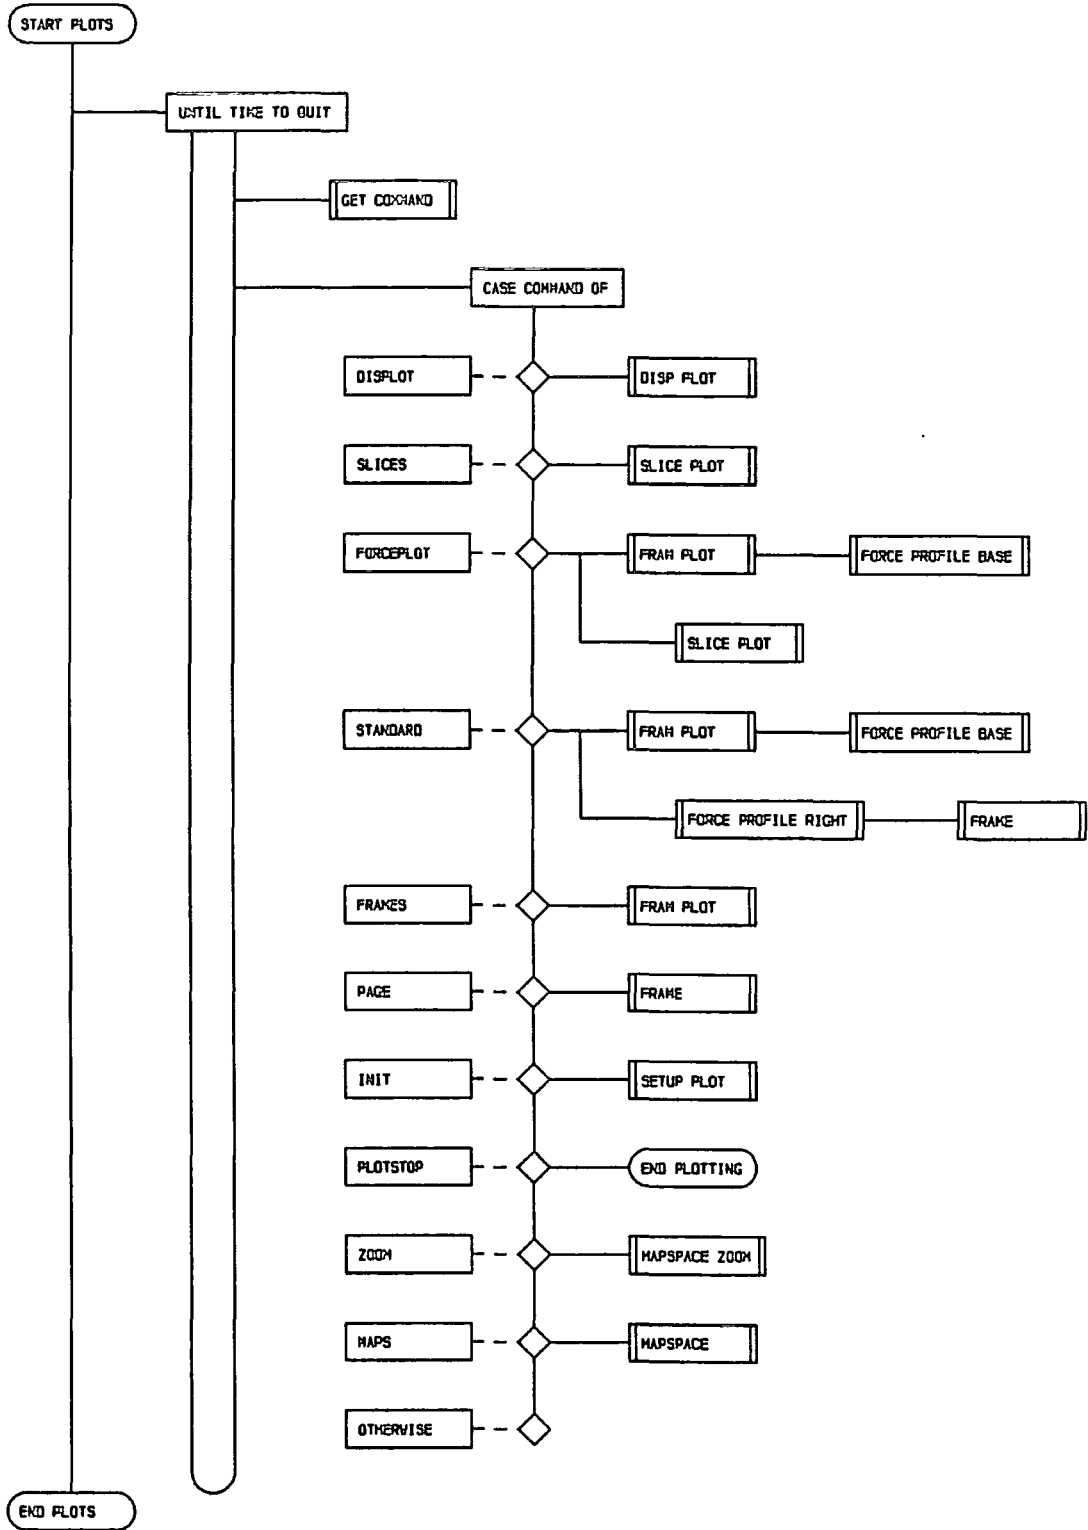 START PLOTS
UNTIL TIME TO QUIT
GET COMMAND
CASE COMMAND OF
DISPLOT
DISP PLOT
SLICES
SLICE PLOT
FORCEPLOT
FRAM PLOT
FORCE PROFILE BASE
SLICE PLOT
STANDARD
FRAM PLOT
FORCE PROFILE BASE
FORCE PROFILE RIGHT
FRAME
FRAMES
FRAM PLOT
PAGE
FRAME
INIT
SETUP PLOT
PLOTSTOP
END PLOTTING
ZOOM
MAPSPACE ZOOM
MAPS
MAPSPACE
OTHERWISE
END PLOTS